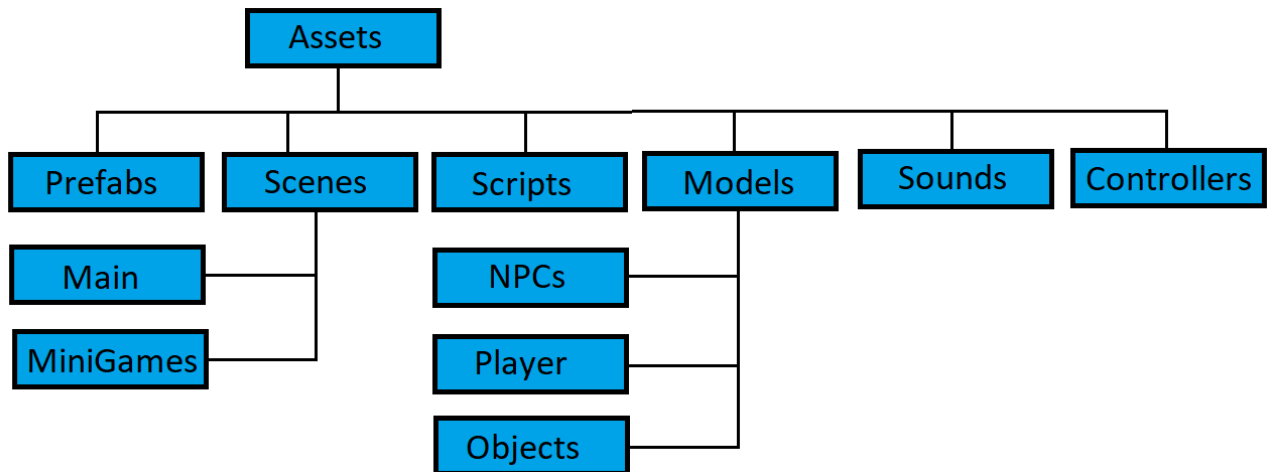 Assets
Prefabs
Scenes
Scripts
Models
Sounds
Controllers
Main
MiniGames
NPCs
Player
Objects